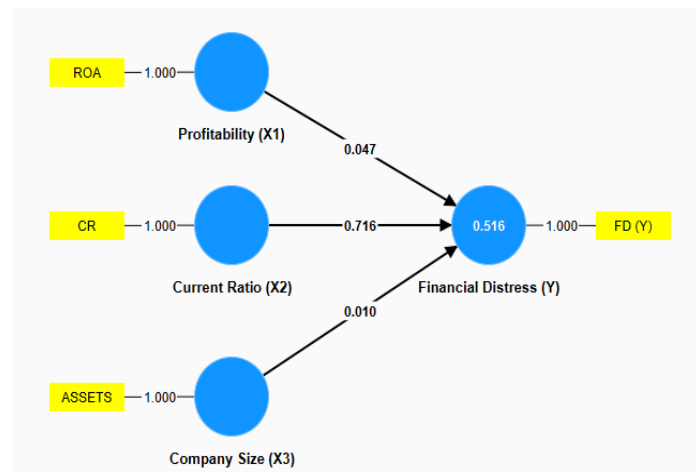 ROA
1.000
Profitability (X1)
0.047
CR
1.000
0.716
0.516
1.000
FD (Y)
Current Ratio (X2)
Financial Distress (Y)
0.010
ASSETS
1.000
Company Size (X3)